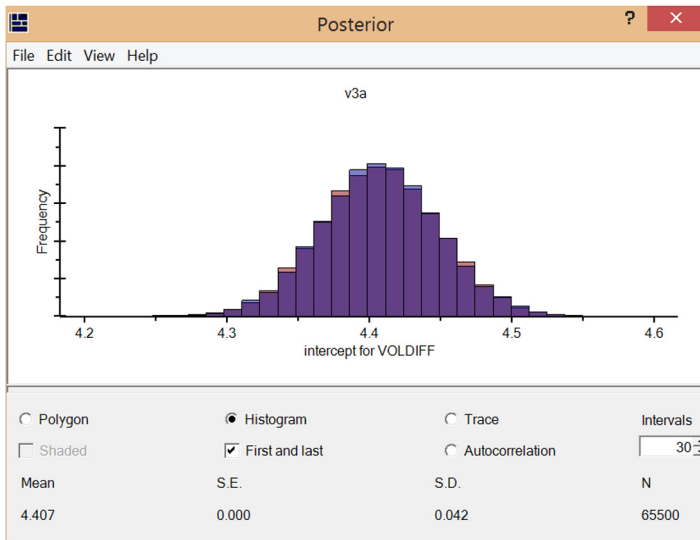 Posterior
?
File Edit View Help
v3a
Frequency
4.2 4.3 4.4 4.5 4.6
intercept for VOLDIFF
Polygon Histogram Trace Intervals
Shaded First and last Autocorrelation 30
Mean S.E. S.D. N
4.407 0.000 0.042 65500